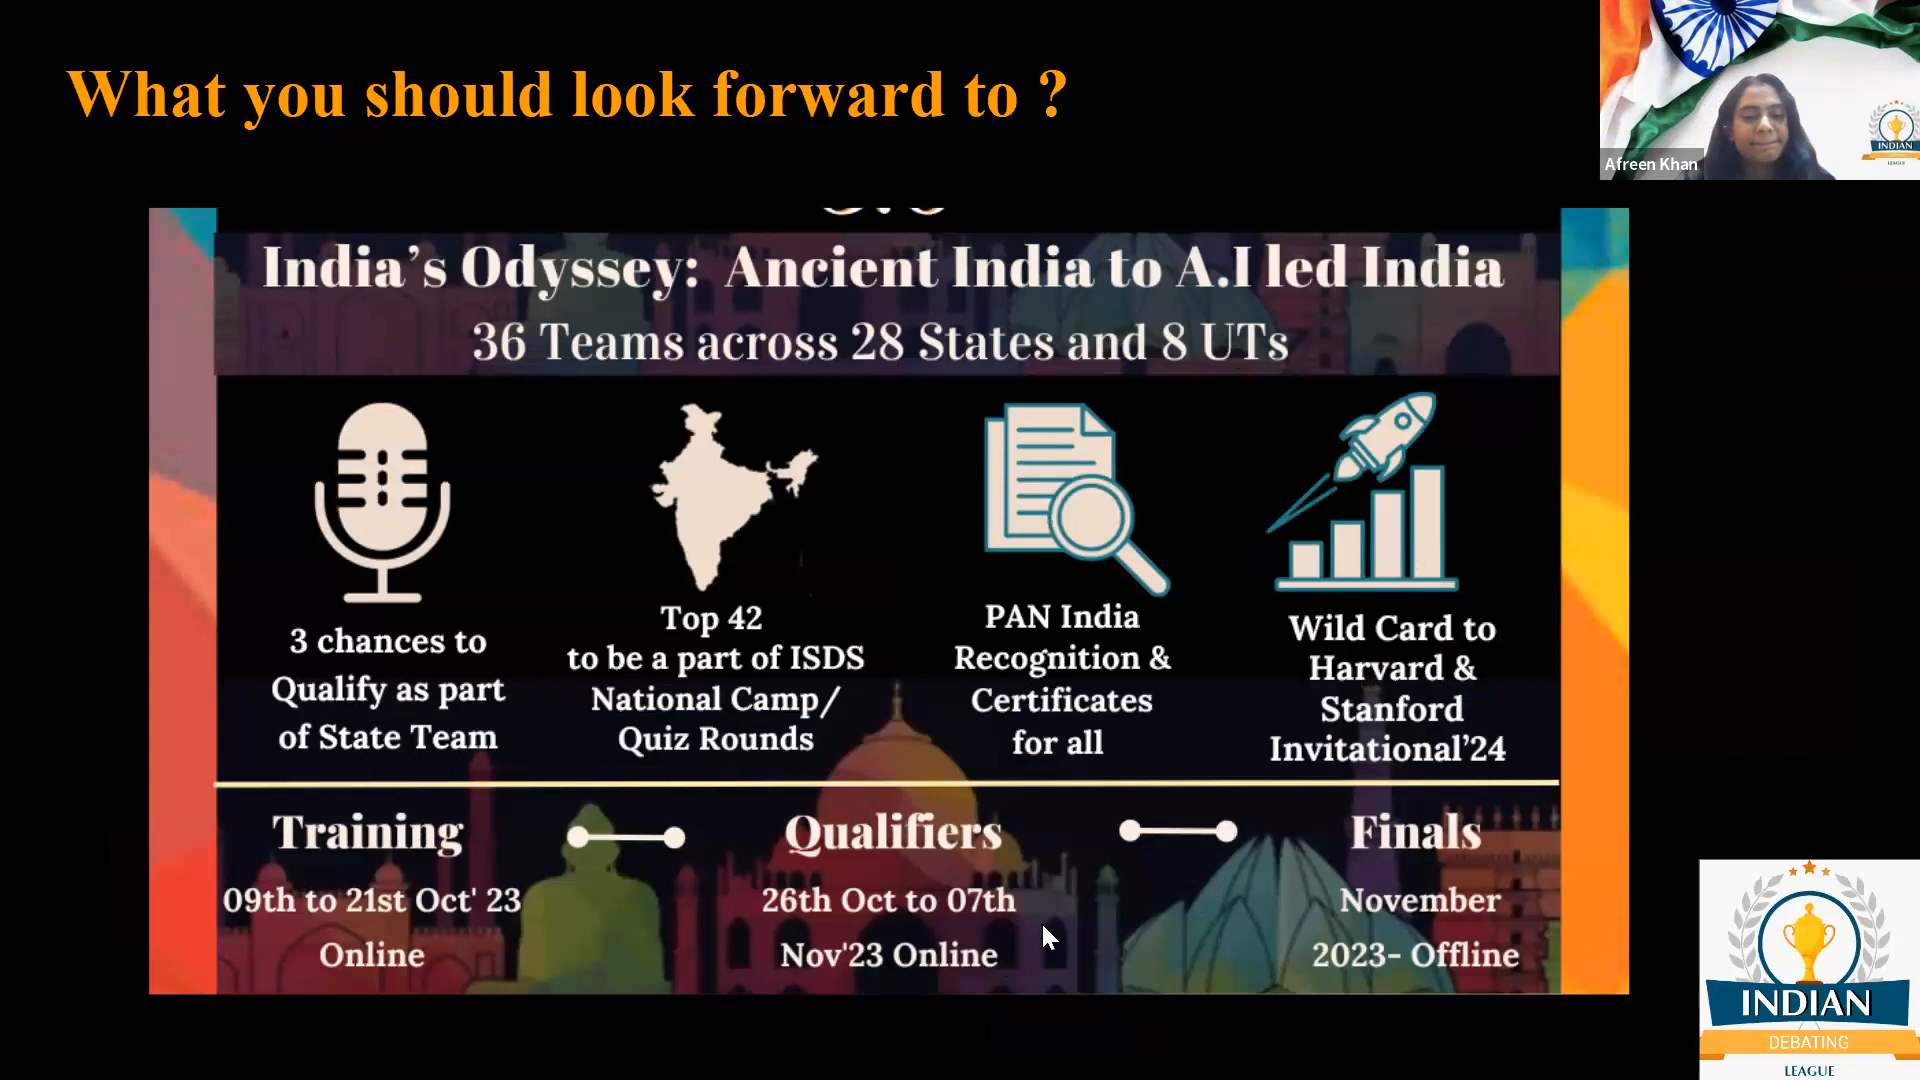 What you should look forward to ?
Afreen Khan
INDIAN
LEAGUE
India’s Odyssey: Ancient India to A.I led India
36 Teams across 28 States and 8 UTs
3 chances to
Qualify as part
of State Team
Top 42
to be a part of ISDS
National Camp/
Quiz Rounds
PAN India
Recognition &
Certificates
for all
Wild Card to
Harvard &
Stanford
Invitational’24
Training
09th to 21st Oct' 23
Online
Qualifiers
26th Oct to 07th
Nov'23 Online
Finals
November
2023- Offline
INDIAN
DEBATING
LEAGUE